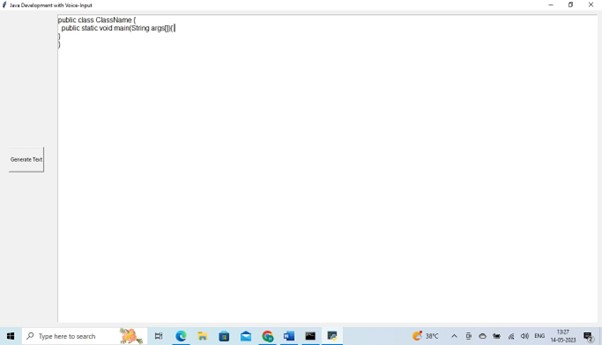 Java Development with Voice-Input
public class ClassName {
public static void main(String args[]){
}
}
Generate Text
Type here to search
38°C
ENG
13:27
14-05-2023